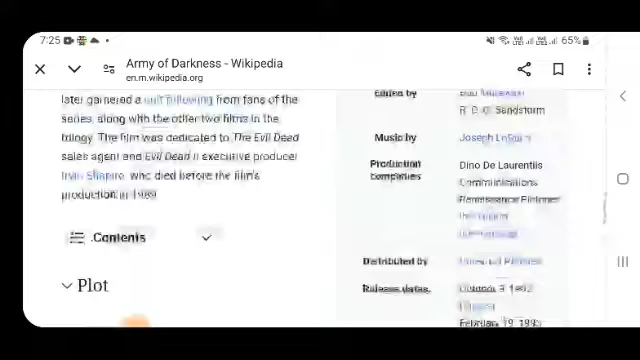 7:25
65%
Army of Darkness - Wikipedia
en.m.wikipedia.org
later garnered a cult following from fans of the
series, along with the other two films in the
trilogy. The film was dedicated to The Evil Dead
sales agent and Evil Dead II executive producer
Irvin Shapiro, who died before the film's
production in 1989.
Contents
Plot
Edited by
R. O. C. Sandstorm
Music by
Joseph LoDuca
Production
companies
Dino De Laurentiis
Communications
Renaissance Pictures
Distributed by
Universal Pictures
Release dates